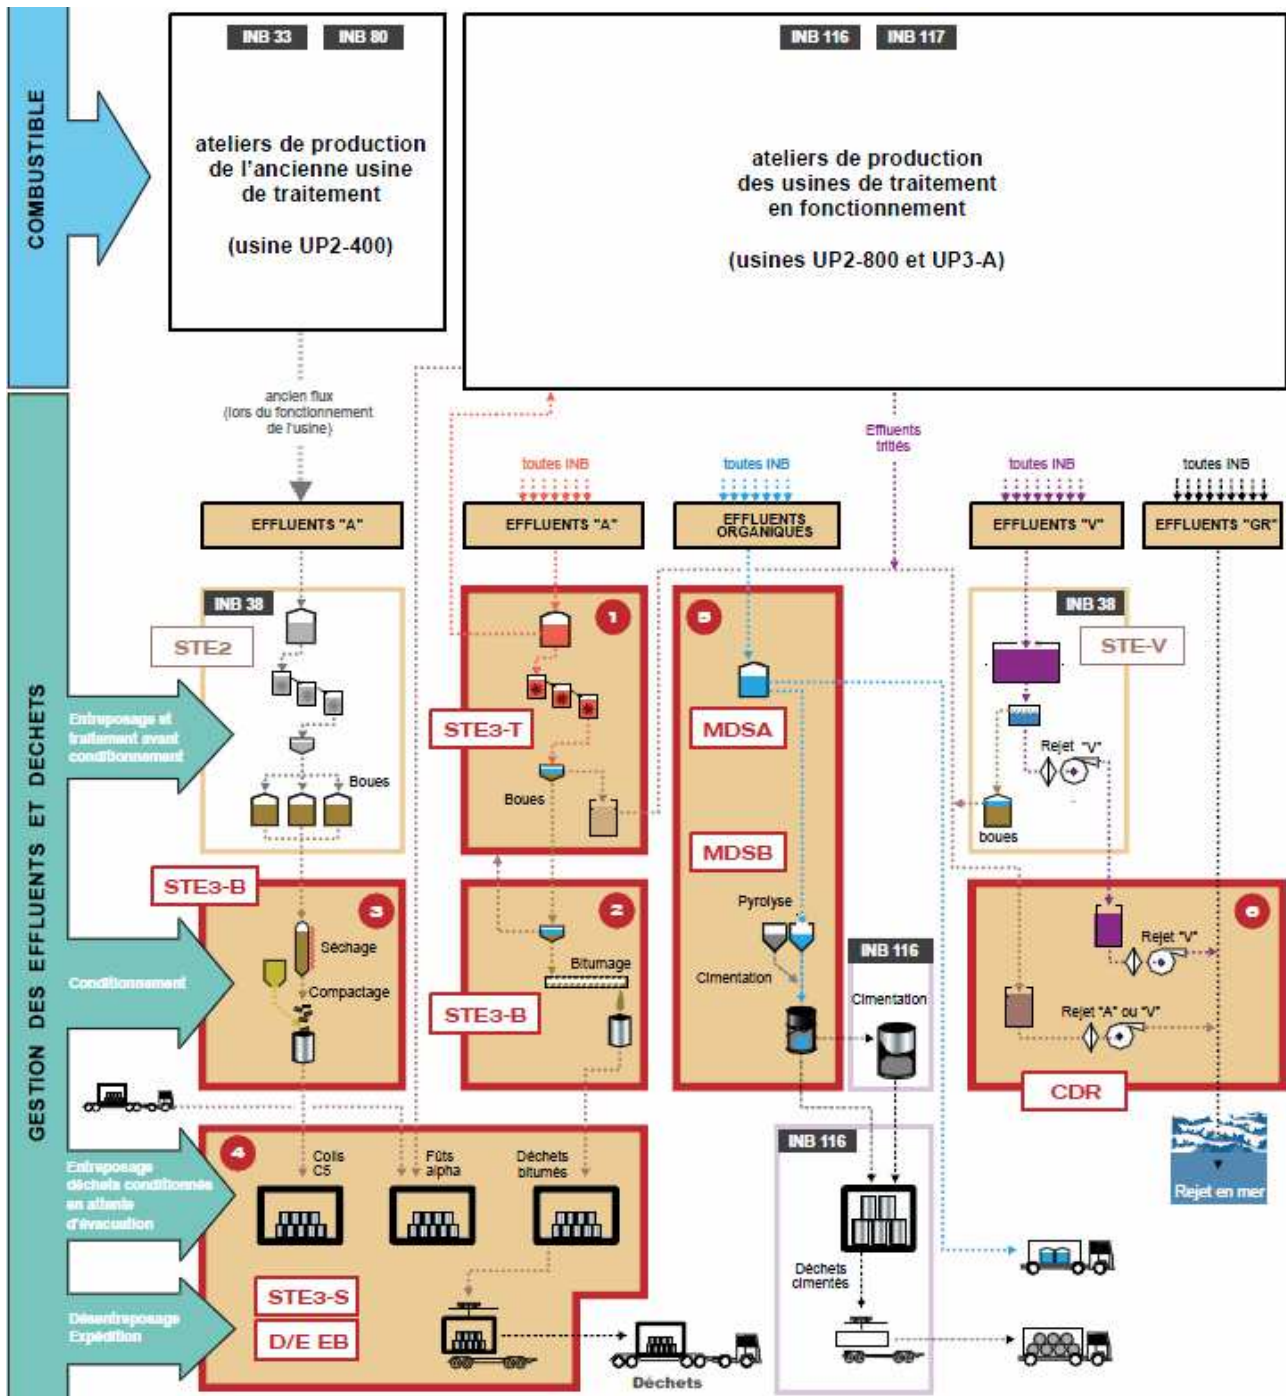 COMBUSTIBLE
INB 33
INB 80
ateliers de production
de l'ancienne usine
de traitement
(usine UP2-400)
INB 116
INB 117
ateliers de production
des usines de traitement
en fonctionnement
(usines UP2-800 et UP3-A)
GESTION DES EFFLUENTS ET DECHETS
ancien flux
(lors du fonctionnement
de l'usine)
Effluents
tritiés
toutes INB
toutes INB
toutes INB
toutes INB
EFFLUENTS "A"
EFFLUENTS "A"
EFFLUENTS
ORGANIQUES
EFFLUENTS "V"
EFFLUENTS "GR"
Entreposage et
traitement avant
conditionnement
INB 38
STE2
Boues
1
STE3-T
Boues
5
MDSA
MDSB
Pyrolyse
Cimentation
INB 38
STE-V
Rejet "V"
boues
Conditionnement
STE3-B
3
Séchage
Compactage
2
Bitumage
STE3-B
INB 116
Cimentation
6
Rejet "V"
Rejet "A" ou "V"
CDR
Rejet en mer
Entreposage
déchets conditionnés
en attente
d'évacuation
4
Colis
C5
Fûts
alpha
Déchets
bitumés
INB 116
Déchets
cimentés
Désentreposage
Expédition
STE3-S
D/E EB
Déchets